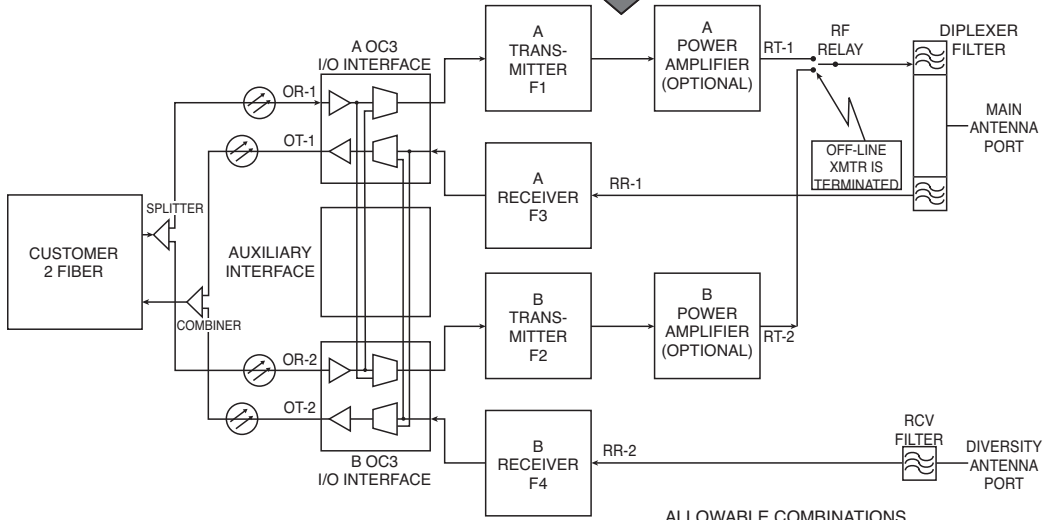 A OC3
I/O INTERFACE
A
TRANS-
MITTER
F1
A
POWER
AMPLIFIER
(OPTIONAL)
RT-1
RF
RELAY
DIPLEXER
FILTER
OR-1
OT-1
MAIN
ANTENNA
PORT
OFF-LINE
XMTR IS
TERMINATED
A
RECEIVER
F3
RR-1
SPLITTER
CUSTOMER
2 FIBER
AUXILIARY
INTERFACE
COMBINER
B
TRANS-
MITTER
F2
B
POWER
AMPLIFIER
(OPTIONAL)
RT-2
OR-2
OT-2
B OC3
I/O INTERFACE
B
RECEIVER
F4
RR-2
RCV
FILTER
DIVERSITY
ANTENNA
PORT
ALLOWABLE COMBINATIONS